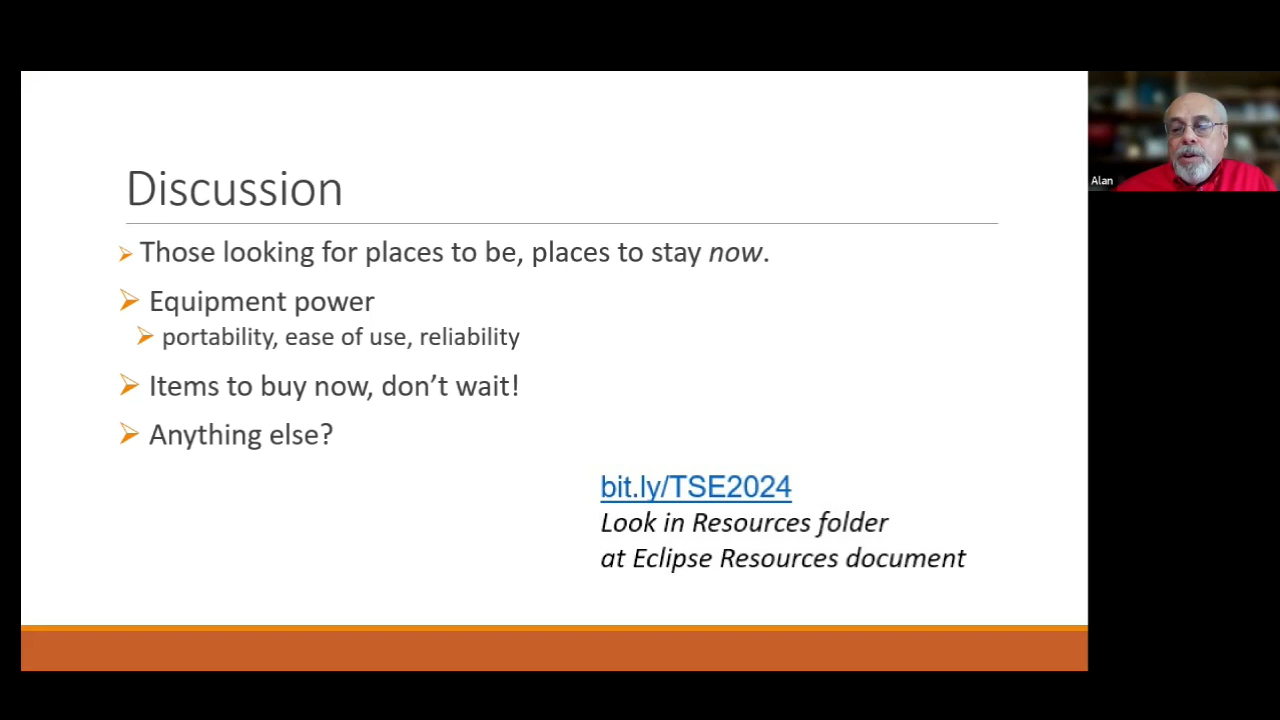 Discussion
Those looking for places to be, places to stay now.
Equipment power
portability, ease of use, reliability
Items to buy now, don’t wait!
Anything else?
bit.ly/TSE2024
Look in Resources folder
at Eclipse Resources document
Alan